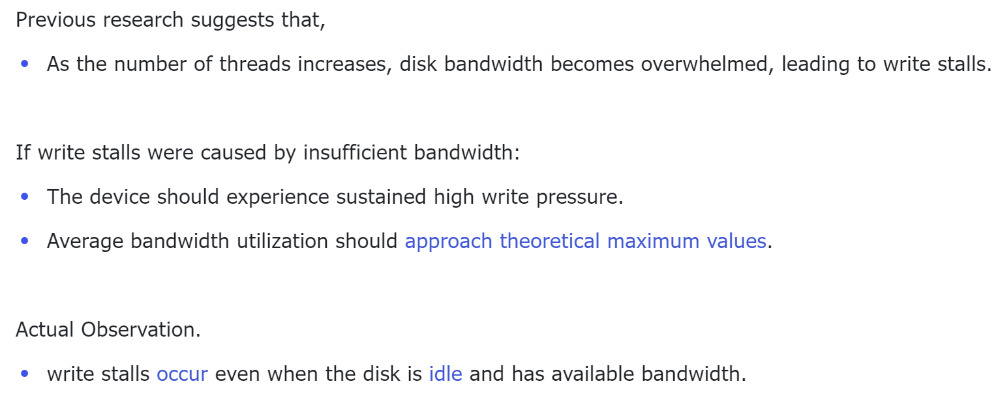 Previous research suggests that,
• As the number of threads increases, disk bandwidth becomes overwhelmed, leading to write stalls.
If write stalls were caused by insufficient bandwidth:
• The device should experience sustained high write pressure.
• Average bandwidth utilization should approach theoretical maximum values.
Actual Observation.
• write stalls occur even when the disk is idle and has available bandwidth.